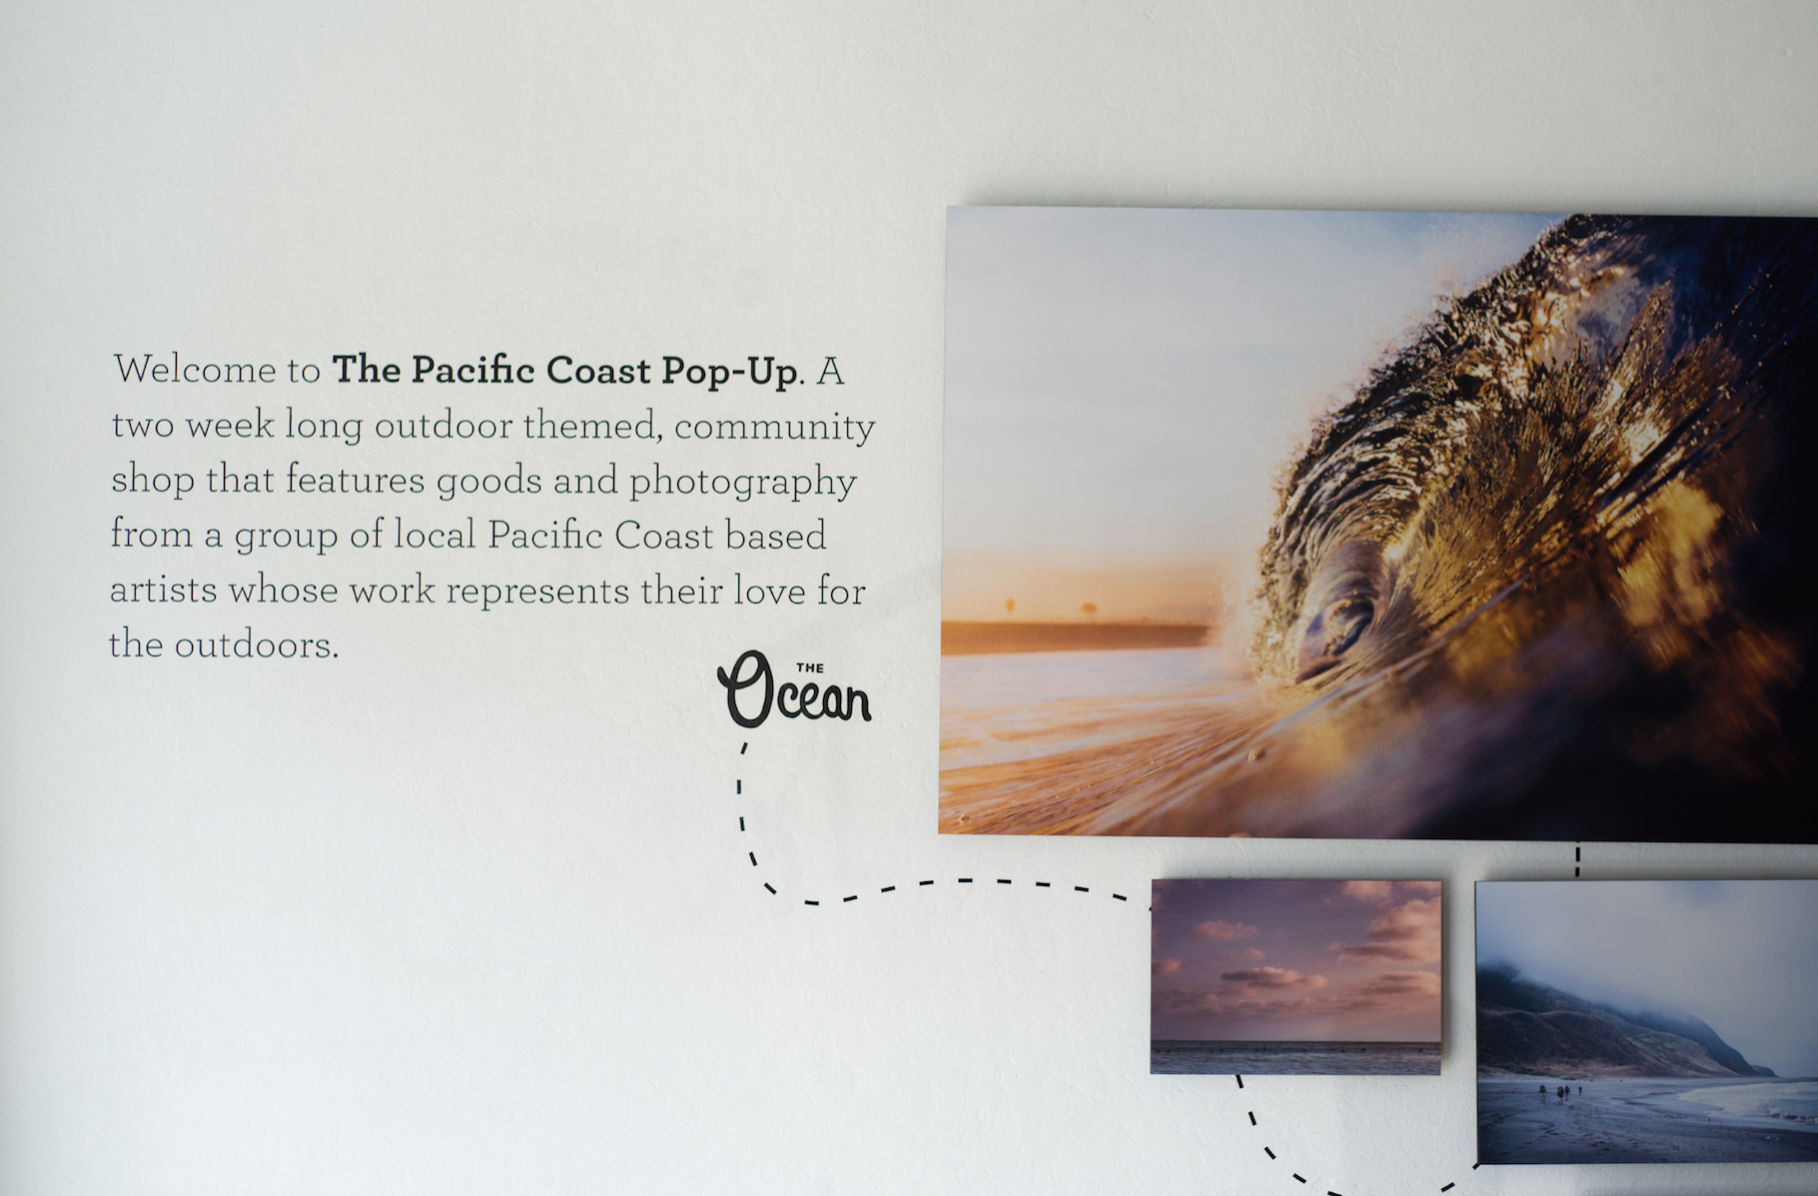 Welcome to The Pacific Coast Pop-Up. A
two week long outdoor themed, community
shop that features goods and photography
from a group of local Pacific Coast based
artists whose work represents their love for
the outdoors.
THE
Ocean